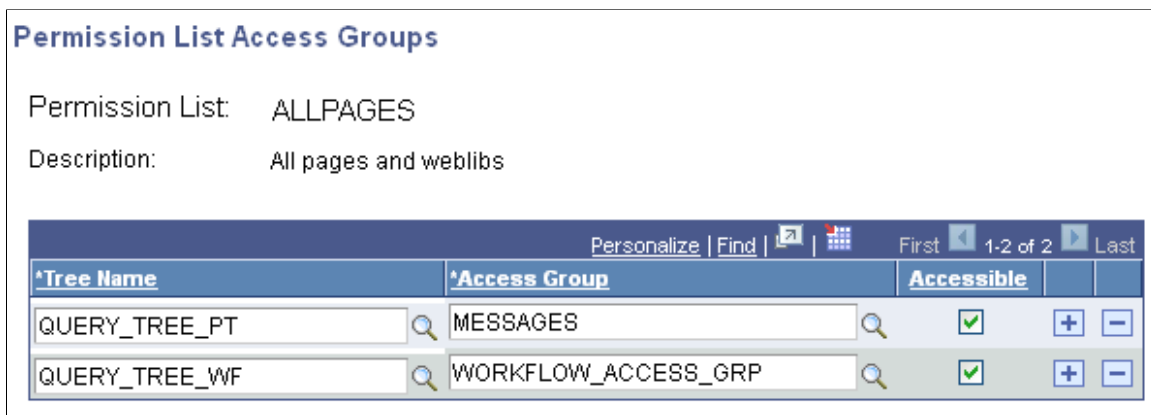 Permission List Access Groups
Permission List: ALLPAGES
Description: All pages and weblibs
Personalize | Find | | First 1-2 of 2 Last
*Tree Name *Access Group Accessible
QUERY_TREE_PT MESSAGES
QUERY_TREE_WF WORKFLOW_ACCESS_GRP